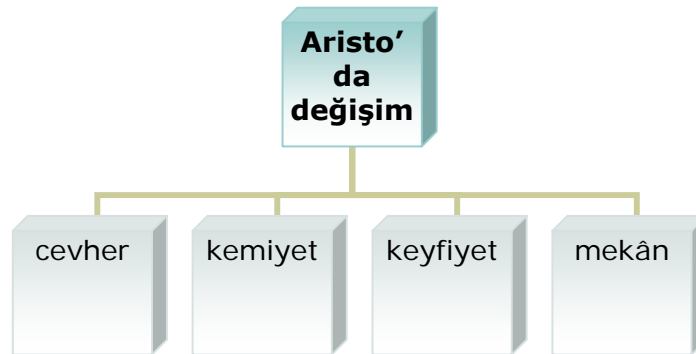 Aristo’
da
değişim
cevher
kemiyet
keyfiyet
mekân